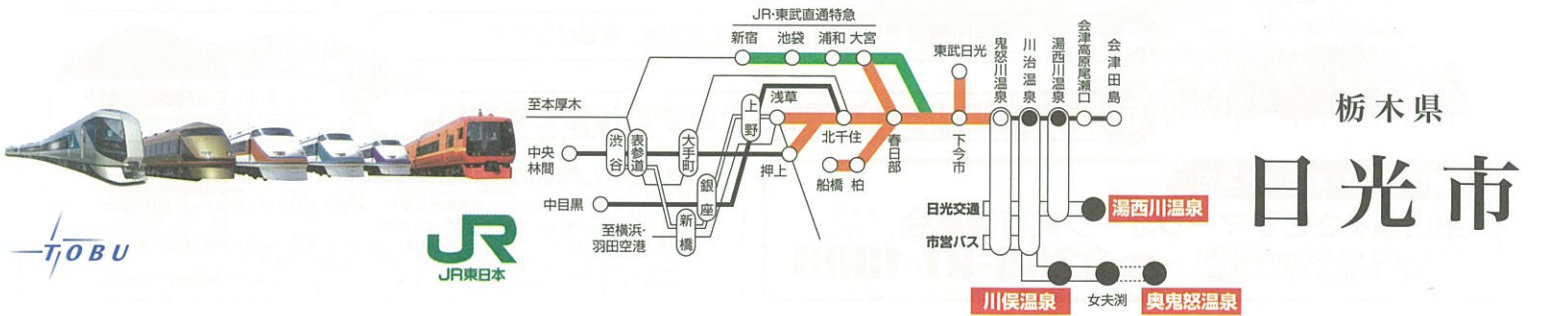 JR・東武直通特急
新宿
池袋
浦和
大宮
東武日光
鬼怒川温泉
川治温泉
湯西川温泉
会津高原尾瀬口
会津田島
至本厚木
上野
浅草
渋谷
表参道
大手町
北千住
春日部
下今市
中央
林間
押上
船橋
柏
中目黒
銀座
新橋
至横浜・
羽田空港
日光交通
市営バス
湯西川温泉
川俣温泉
女夫渕
奥鬼怒温泉
栃木県
日光市
TOBU
JR
JR東日本